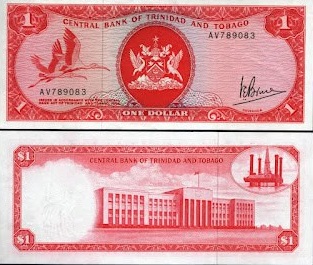 1 CENTRAL BANK OF TRINIDAD AND TOBAGO 1
AV789083
AV789083
1 ONE DOLLAR 1
$1 CENTRAL BANK OF TRINIDAD AND TOBAGO
$1 $1